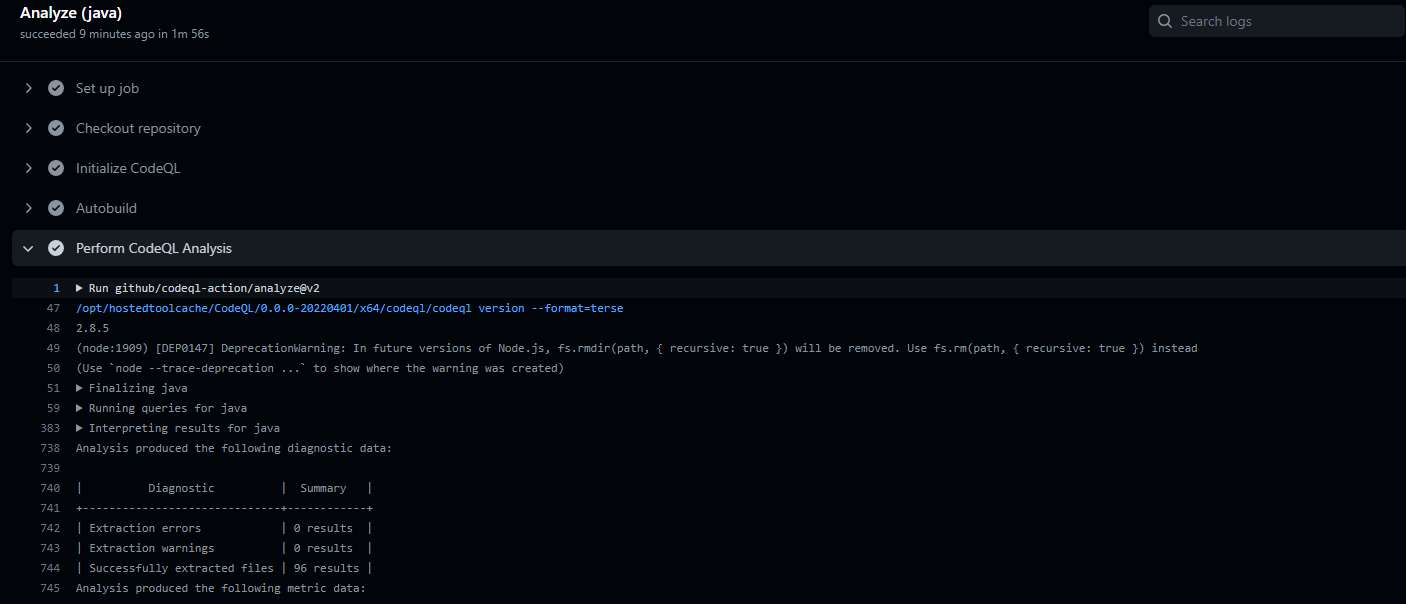 Analyze (java)
succeeded 9 minutes ago in 1m 56s
Search logs
Set up job
Checkout repository
Initialize CodeQL
Autobuild
Perform CodeQL Analysis
1 ▶ Run github/codeql-action/analyze@v2
47 /opt/hostedtoolcache/CodeQL/0.0.0-20220401/x64/codeql/codeql version --format=terse
48 2.8.5
49 (node:1909) [DEP0147] DeprecationWarning: In future versions of Node.js, fs.rmdir(path, { recursive: true }) will be removed. Use fs.rm(path, { recursive: true }) instead
50 (Use `node --trace-deprecation ...` to show where the warning was created)
51 ▶ Finalizing java
59 ▶ Running queries for java
383 ▶ Interpreting results for java
738 Analysis produced the following diagnostic data:
739
740 |          Diagnostic          |  Summary   |
741 +------------------------------+------------+
742 | Extraction errors            | 0 results  |
743 | Extraction warnings          | 0 results  |
744 | Successfully extracted files | 96 results |
745 Analysis produced the following metric data: